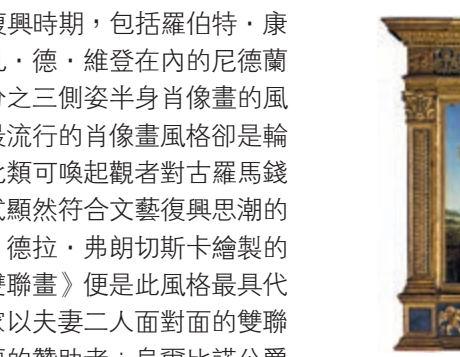 復興時期，包括羅伯特・康
・德・維登在內的尼德蘭
分之三側姿半身肖像畫的風
最流行的肖像畫風格卻是輪
類可喚起觀者對古羅馬錢
式顯然符合文藝復興思潮的
德拉・弗朗切斯卡繪製的
雙聯畫》便是此風格最具代
家以夫妻二人面對面的雙聯
的贊助者：烏爾比諾公爵